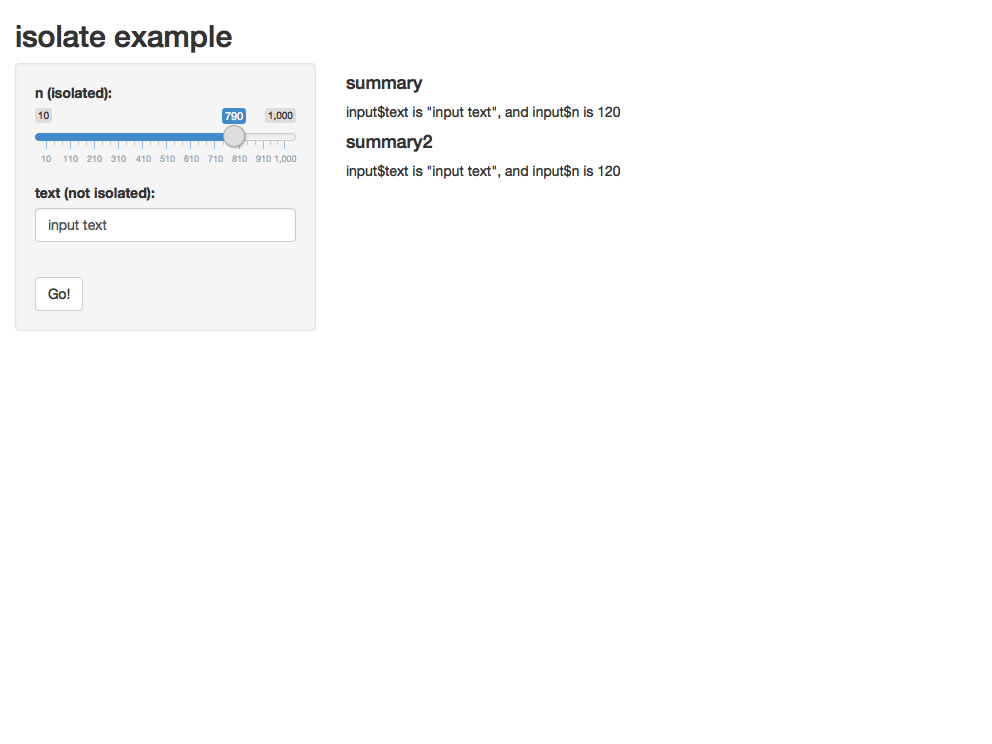 isolate example
n (isolated):
10 790 1,000
10 110 210 310 410 510 610 710 810 910 1,000
text (not isolated):
input text
Go!
summary
input$text is "input text", and input$n is 120
summary2
input$text is "input text", and input$n is 120